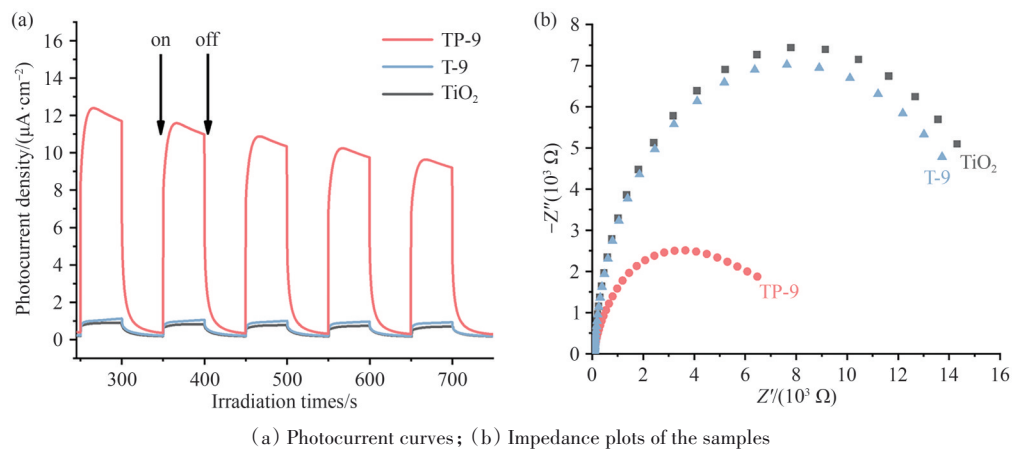 (a)
16
14
12
10
8
6
4
2
0
Photocurrent density/(μA·cm⁻²)
on off
TP-9
T-9
TiO₂
300 400 500 600 700
Irradiation times/s
(b)
8
7
6
5
4
3
2
1
0
−Z″(10³ Ω)
TiO₂
T-9
TP-9
0 2 4 6 8 10 12 14 16
Z′/(10³ Ω)
(a) Photocurrent curves; (b) Impedance plots of the samples